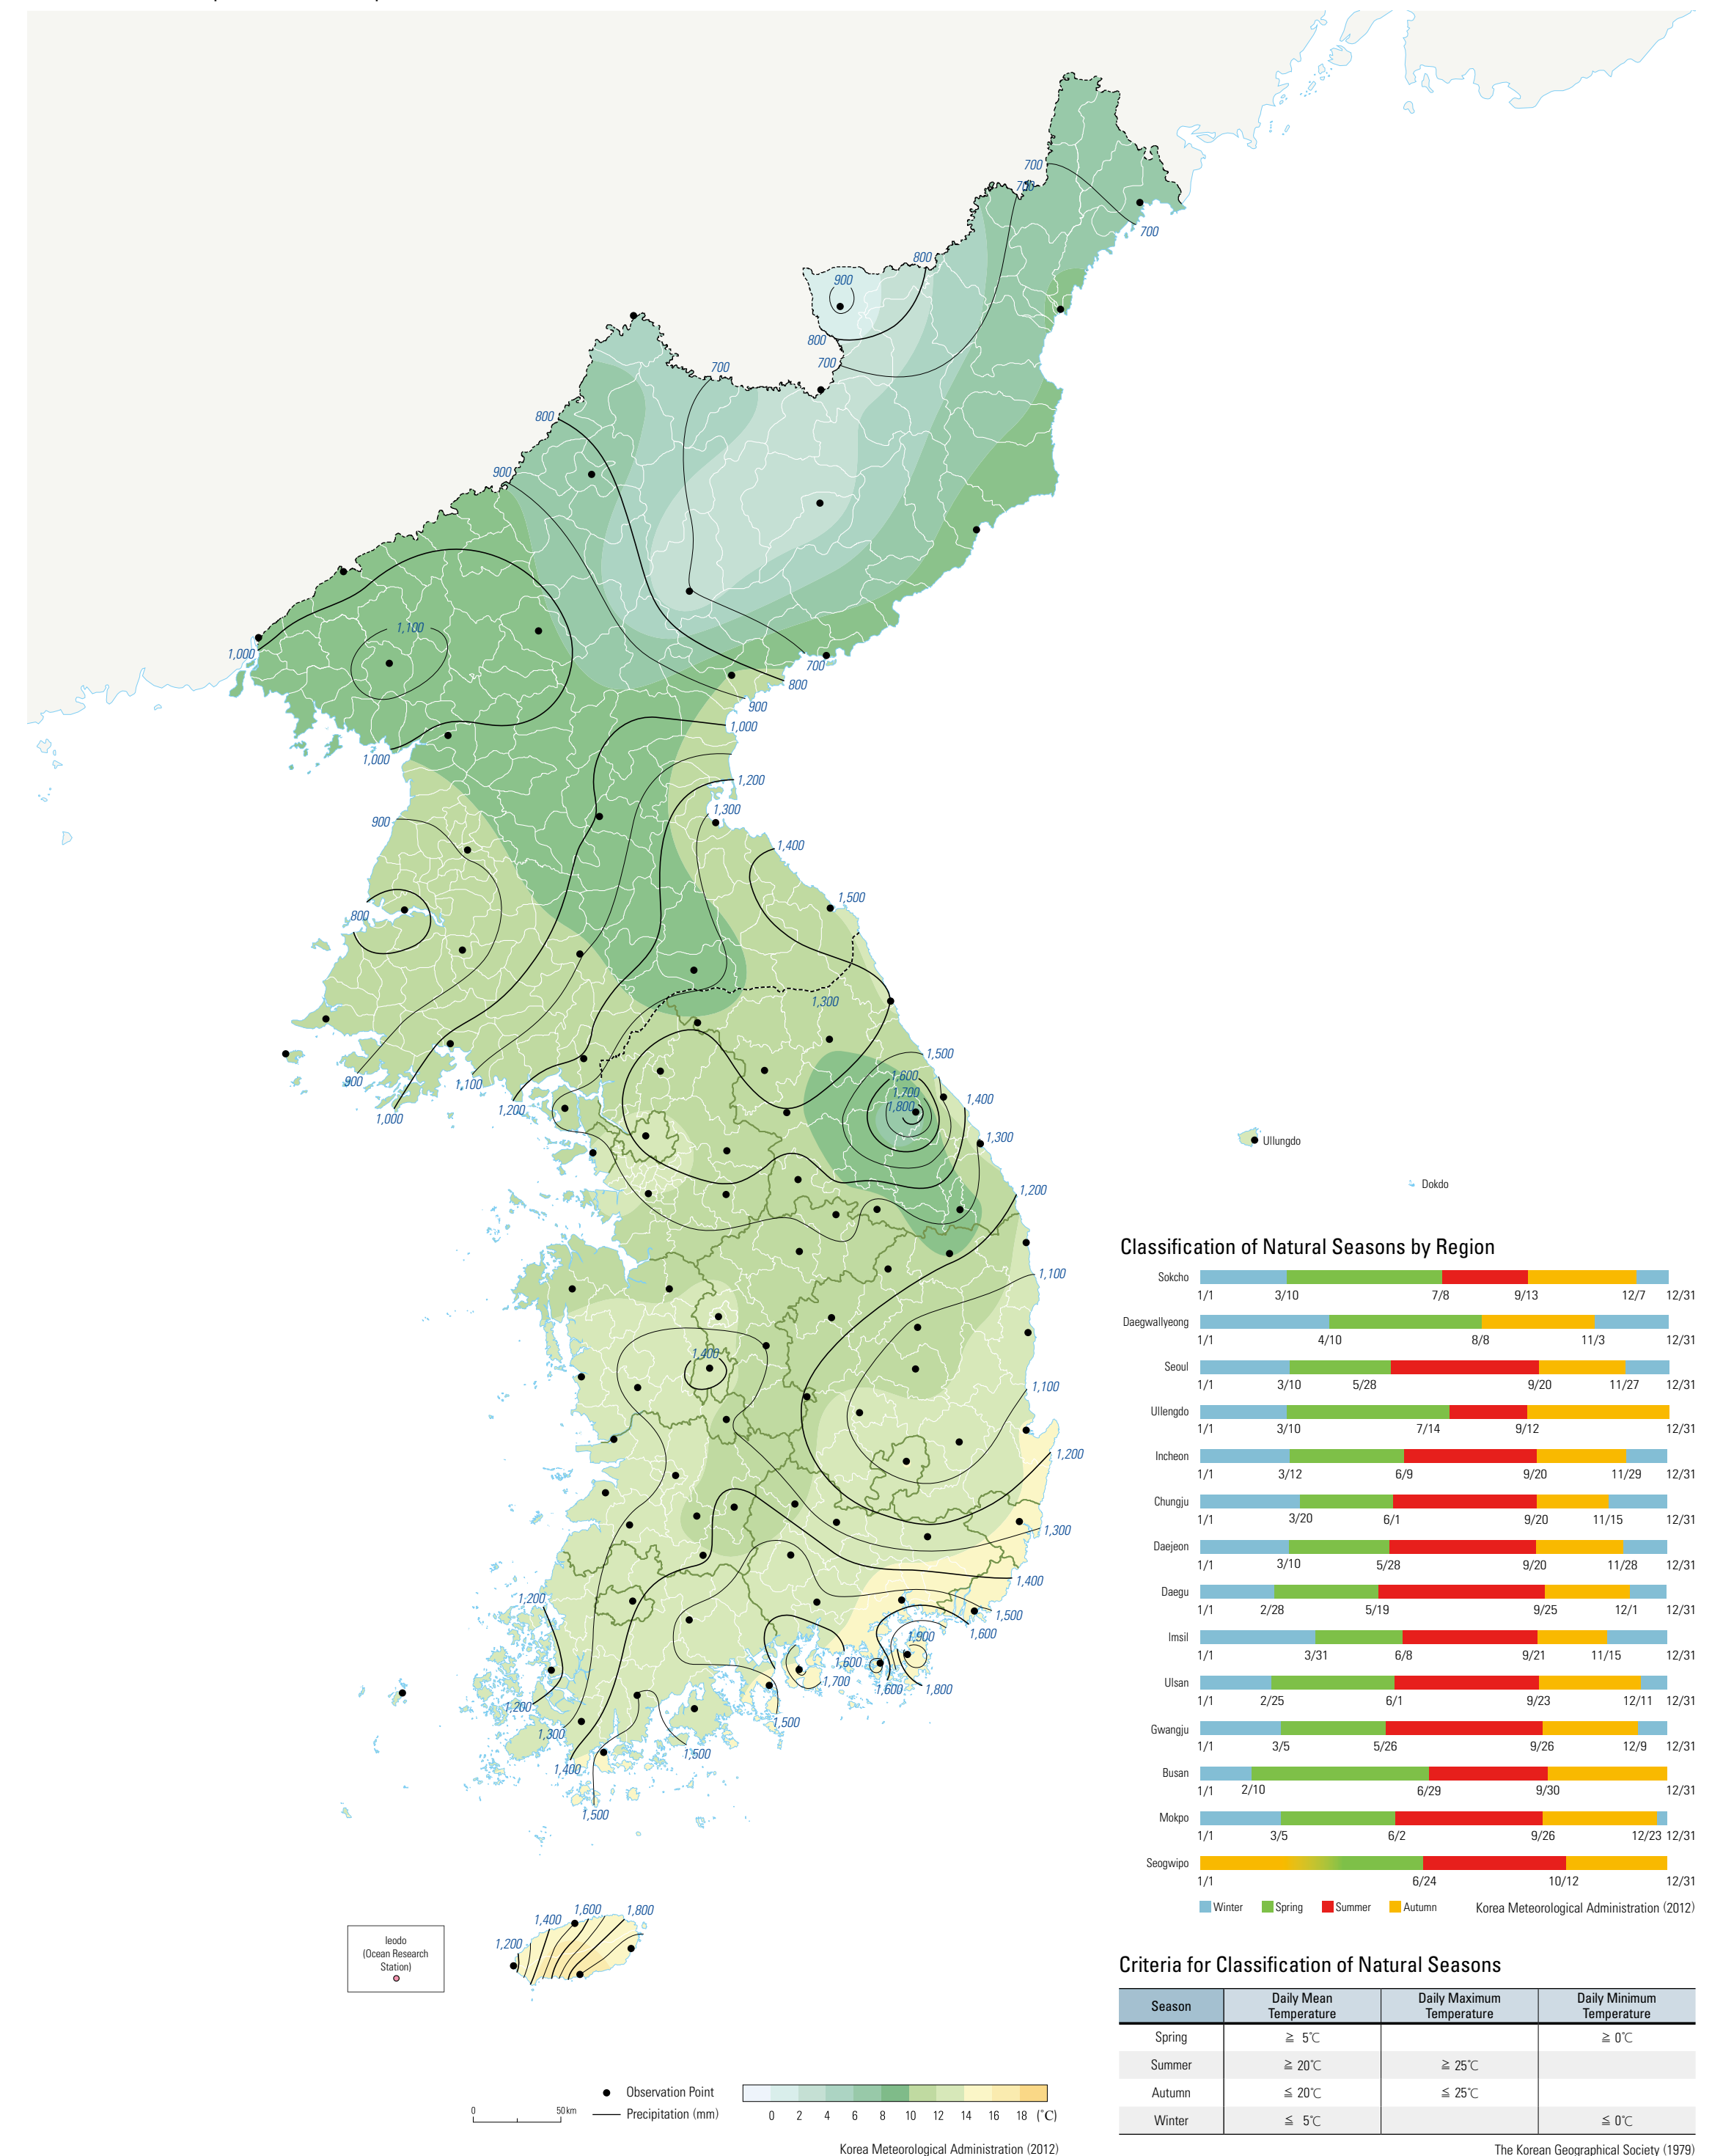 700
700
700
800
900
800
700
700
800
900
1,100
1,000
700
800
900
1,000
1,000
1,200
1,300
900
1,400
1,500
800
1,300
1,500
1,600
1,700
1,800
1,400
900
1,100
1,200
1,000
1,300
Ullungdo
Dokdo
1,200
1,100
1,400
1,100
1,200
1,300
1,400
1,200
1,500
1,600
1,900
1,600
1,700
1,600
1,800
1,200
1,500
1,300
1,500
1,400
1,500
1,800
1,600
1,400
1,200
Ieodo
(Ocean Research
Station)
Classification of Natural Seasons by Region
Sokcho
1/1 3/10 7/8 9/13 12/7 12/31
Daegwallyeong
1/1 4/10 8/8 11/3 12/31
Seoul
1/1 3/10 5/28 9/20 11/27 12/31
Ullengdo
1/1 3/10 7/14 9/12 12/31
Incheon
1/1 3/12 6/9 9/20 11/29 12/31
Chungju
1/1 3/20 6/1 9/20 11/15 12/31
Daejeon
1/1 3/10 5/28 9/20 11/28 12/31
Daegu
1/1 2/28 5/19 9/25 12/1 12/31
Imsil
1/1 3/31 6/8 9/21 11/15 12/31
Ulsan
1/1 2/25 6/1 9/23 12/11 12/31
Gwangju
1/1 3/5 5/26 9/26 12/9 12/31
Busan
1/1 2/10 6/29 9/30 12/31
Mokpo
1/1 3/5 6/2 9/26 12/23 12/31
Seogwipo
1/1 6/24 10/12 12/31
Winter Spring Summer Autumn Korea Meteorological Administration (2012)
Criteria for Classification of Natural Seasons
Season Daily Mean Temperature Daily Maximum Temperature Daily Minimum Temperature
Spring ≧ 5℃ ≧ 0℃
Summer ≧ 20℃ ≧ 25℃
Autumn ≦ 20℃ ≦ 25℃
Winter ≦ 5℃ ≦ 0℃
The Korean Geographical Society (1979)
Observation Point
Precipitation (mm)
0 50km
0 2 4 6 8 10 12 14 16 18 (℃)
Korea Meteorological Administration (2012)